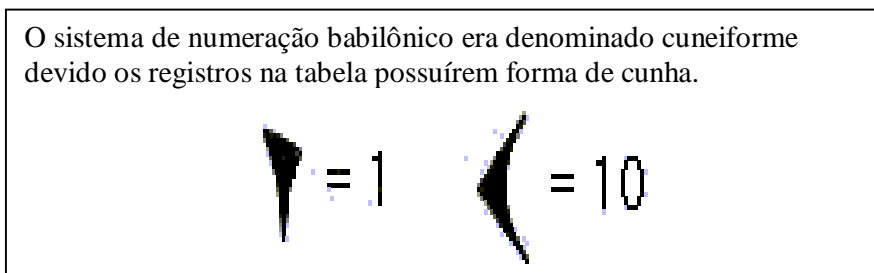 O sistema de numeração babilônico era denominado cuneiforme
devido os registros na tabela possuírem forma de cunha.
= 1 = 10